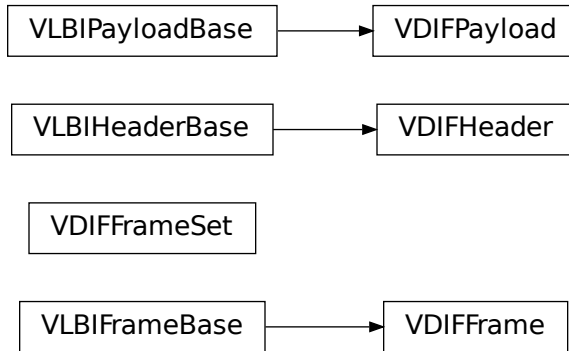 VLBIPayloadBase
VDIFPayload
VLBIHeaderBase
VDIFHeader
VDIFFrameSet
VLBIFrameBase
VDIFFrame